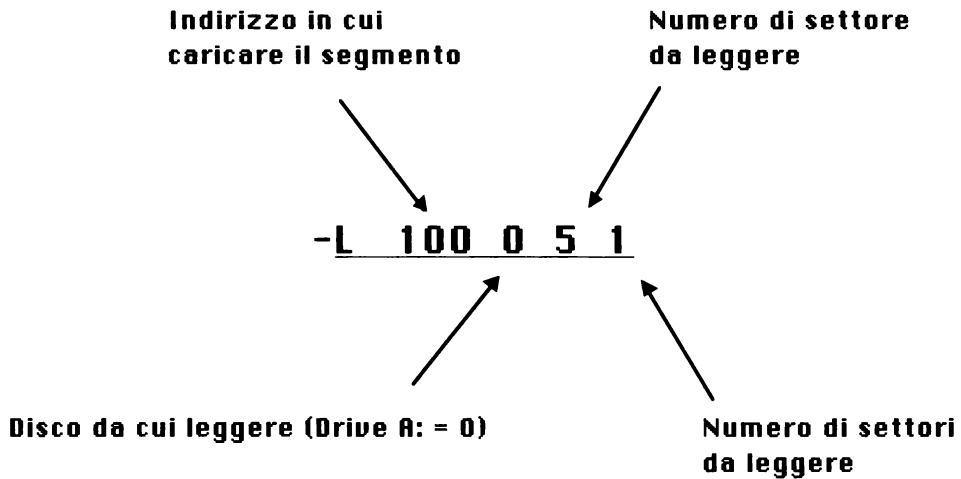 Indirizzo in cui
caricare il segmento
Numero di settore
da leggere
-L 100 0 5 1
Disco da cui leggere (Drive A: = 0)
Numero di settori
da leggere